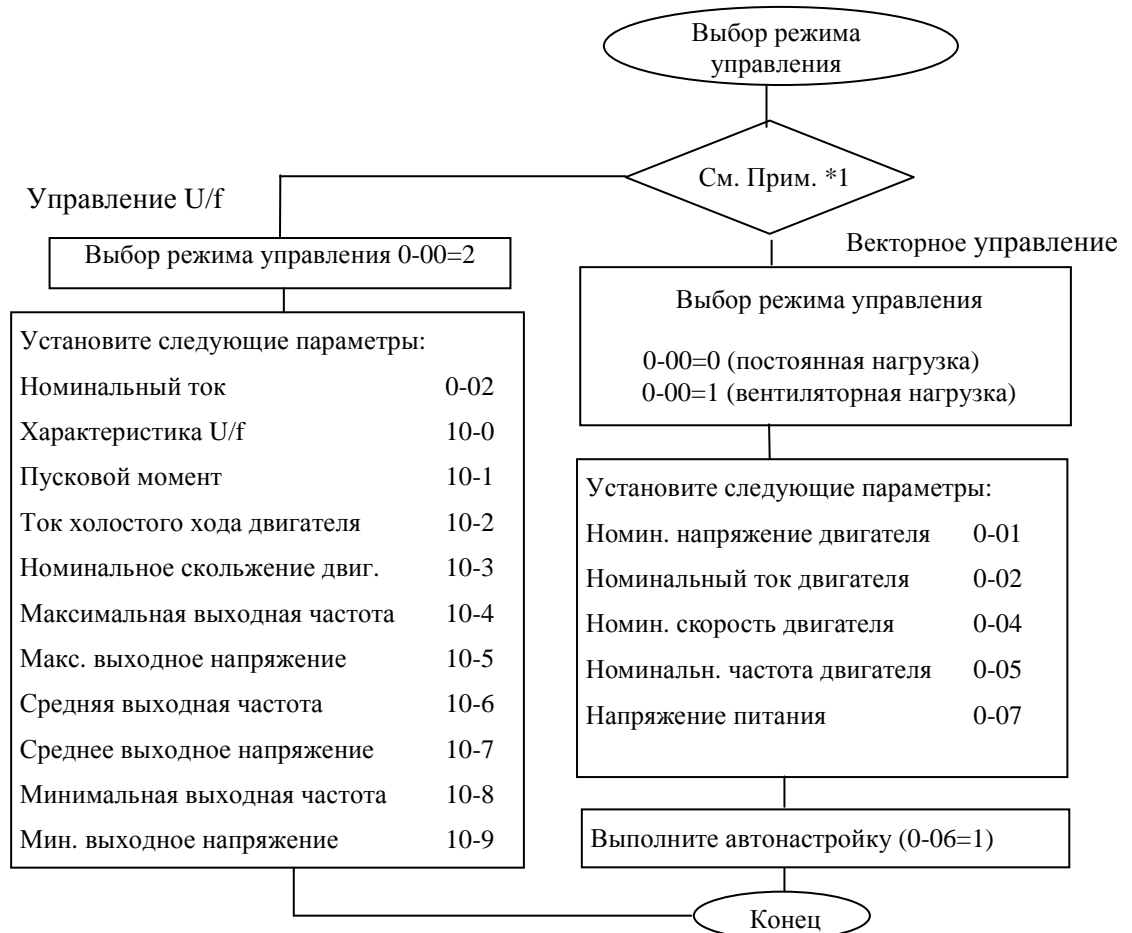 Выбор режима
управления
См. Прим. *1
Управление U/f
Выбор режима управления 0-00=2
Установите следующие параметры:
Номинальный ток 0-02
Характеристика U/f 10-0
Пусковой момент 10-1
Ток холостого хода двигателя 10-2
Номинальное скольжение двиг. 10-3
Максимальная выходная частота 10-4
Макс. выходное напряжение 10-5
Средняя выходная частота 10-6
Среднее выходное напряжение 10-7
Минимальная выходная частота 10-8
Мин. выходное напряжение 10-9
Векторное управление
Выбор режима управления
0-00=0 (постоянная нагрузка)
0-00=1 (вентиляторная нагрузка)
Установите следующие параметры:
Номин. напряжение двигателя 0-01
Номинальный ток двигателя 0-02
Номин. скорость двигателя 0-04
Номинальн. частота двигателя 0-05
Напряжение питания 0-07
Выполните автонастройку (0-06=1)
Конец